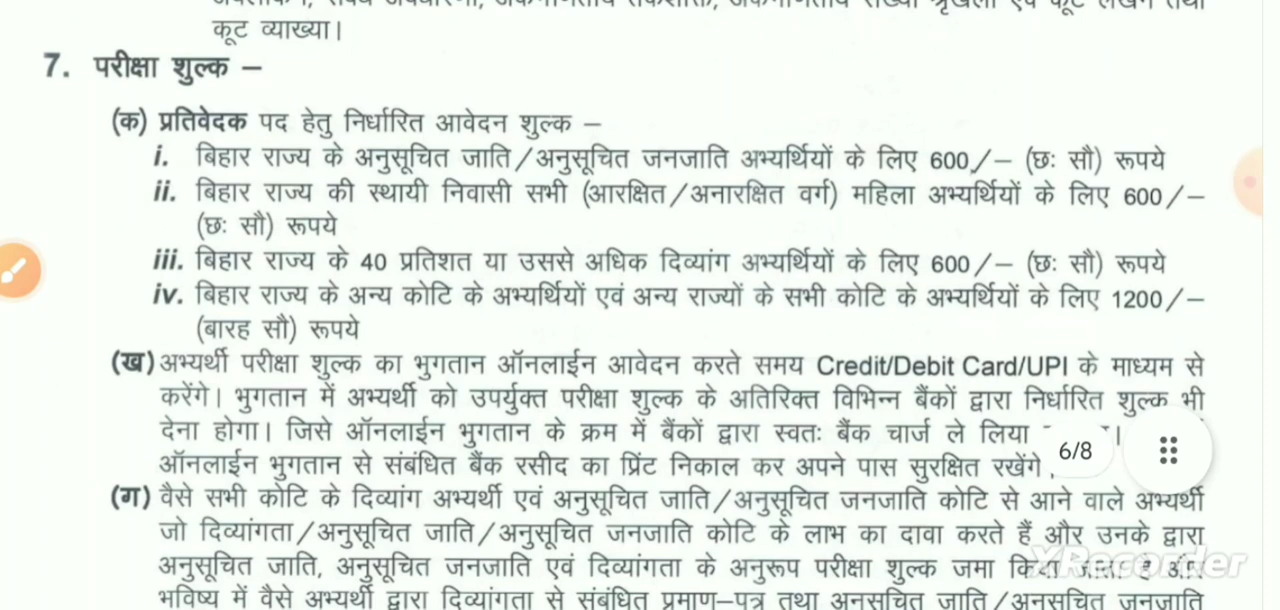 कूट व्याख्या।
7. परीक्षा शुल्क –
(क) प्रतिवेदक पद हेतु निर्धारित आवेदन शुल्क –
i. बिहार राज्य के अनुसूचित जाति/अनुसूचित जनजाति अभ्यर्थियों के लिए 600/– (छः सौ) रूपये
ii. बिहार राज्य की स्थायी निवासी सभी (आरक्षित/अनारक्षित वर्ग) महिला अभ्यर्थियों के लिए 600/–
(छः सौ) रूपये
iii. बिहार राज्य के 40 प्रतिशत या उससे अधिक दिव्यांग अभ्यर्थियों के लिए 600/– (छः सौ) रूपये
iv. बिहार राज्य के अन्य कोटि के अभ्यर्थियों एवं अन्य राज्यों के सभी कोटि के अभ्यर्थियों के लिए 1200/–
(बारह सौ) रूपये
(ख) अभ्यर्थी परीक्षा शुल्क का भुगतान ऑनलाईन आवेदन करते समय Credit/Debit Card/UPI के माध्यम से
करेंगे। भुगतान में अभ्यर्थी को उपर्युक्त परीक्षा शुल्क के अतिरिक्त विभिन्न बैंकों द्वारा निर्धारित शुल्क भी
देना होगा। जिसे ऑनलाईन भुगतान के क्रम में बैंकों द्वारा स्वतः बैंक चार्ज ले लिया
6/8
ऑनलाईन भुगतान से संबंधित बैंक रसीद का प्रिंट निकाल कर अपने पास सुरक्षित रखेंगे
(ग) वैसे सभी कोटि के दिव्यांग अभ्यर्थी एवं अनुसूचित जाति/अनुसूचित जनजाति कोटि से आने वाले अभ्यर्थी
जो दिव्यांगता/अनुसूचित जाति/अनुसूचित जनजाति कोटि के लाभ का दावा करते हैं और उनके द्वारा
अनुसूचित जाति, अनुसूचित जनजाति एवं दिव्यांगता के अनुरूप परीक्षा शुल्क जमा किया जाता है और
XRecorder
भविष्य में वैसे अभ्यर्थी द्वारा दिव्यांगता से संबंधित प्रमाण–पत्र तथा अनुसूचित जाति/अनुसूचित जनजाति